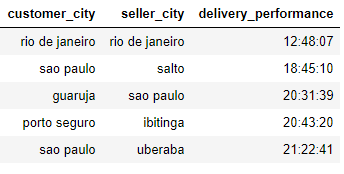 customer_city seller_city delivery_performance
rio de janeiro rio de janeiro 12:48:07
sao paulo salto 18:45:10
guaruja sao paulo 20:31:39
porto seguro ibitinga 20:43:20
sao paulo uberaba 21:22:41